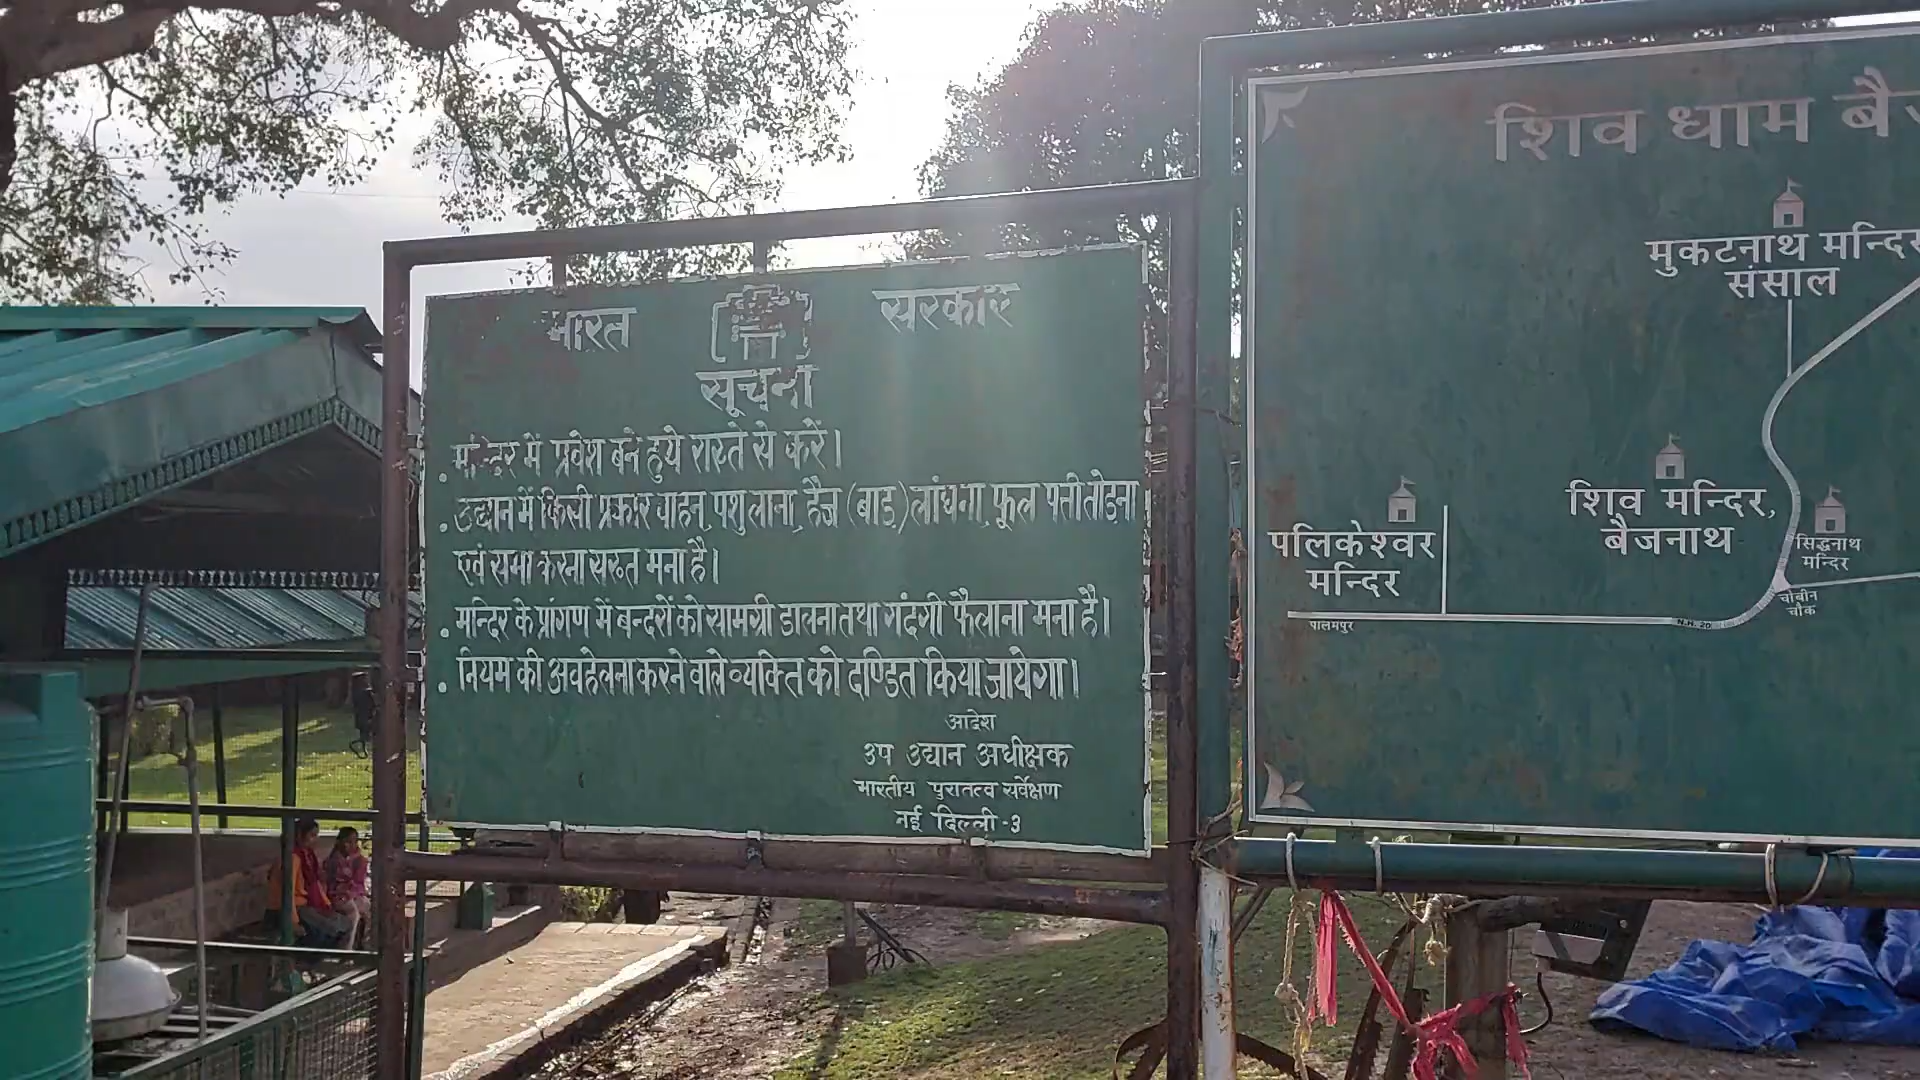 भारत सरकार
सूचना
. मन्दिर में प्रवेश बने हुये रास्ते से करें।
. उद्यान में किसी प्रकार वाहन, पशु लाना, हैज (बाड़) लांघना, फूल पत्ती तोड़ना
एवं सभा करना सख्त मना है।
. मन्दिर के प्रांगण में बन्दरों को सामग्री डालना तथा गंदगी फैलाना मना है।
. नियम की अवहेलना करने वाले व्यक्ति को दण्डित किया जायेगा।
आदेश
उप उद्यान अधीक्षक
भारतीय पुरातत्व सर्वेक्षण
नई दिल्ली-3
शिव धाम
मुकटनाथ मन्दिर
संसाल
शिव मन्दिर,
बैजनाथ
पलिकेश्वर
मन्दिर
सिद्धनाथ
मन्दिर
चोबीन
चौक
पालमपुर
N.H. 20